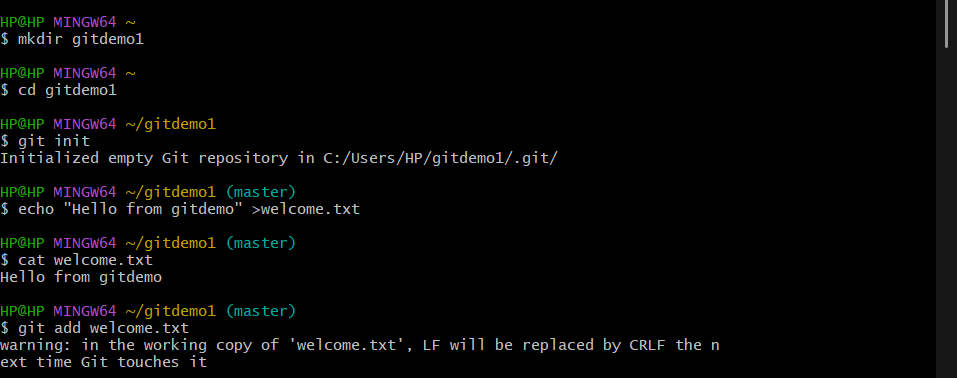 HP@HP MINGW64 ~
$ mkdir gitdemo1
HP@HP MINGW64 ~
$ cd gitdemo1
HP@HP MINGW64 ~/gitdemo1
$ git init
Initialized empty Git repository in C:/Users/HP/gitdemo1/.git/
HP@HP MINGW64 ~/gitdemo1 (master)
$ echo "Hello from gitdemo" >welcome.txt
HP@HP MINGW64 ~/gitdemo1 (master)
$ cat welcome.txt
Hello from gitdemo
HP@HP MINGW64 ~/gitdemo1 (master)
$ git add welcome.txt
warning: in the working copy of 'welcome.txt', LF will be replaced by CRLF the n
ext time Git touches it